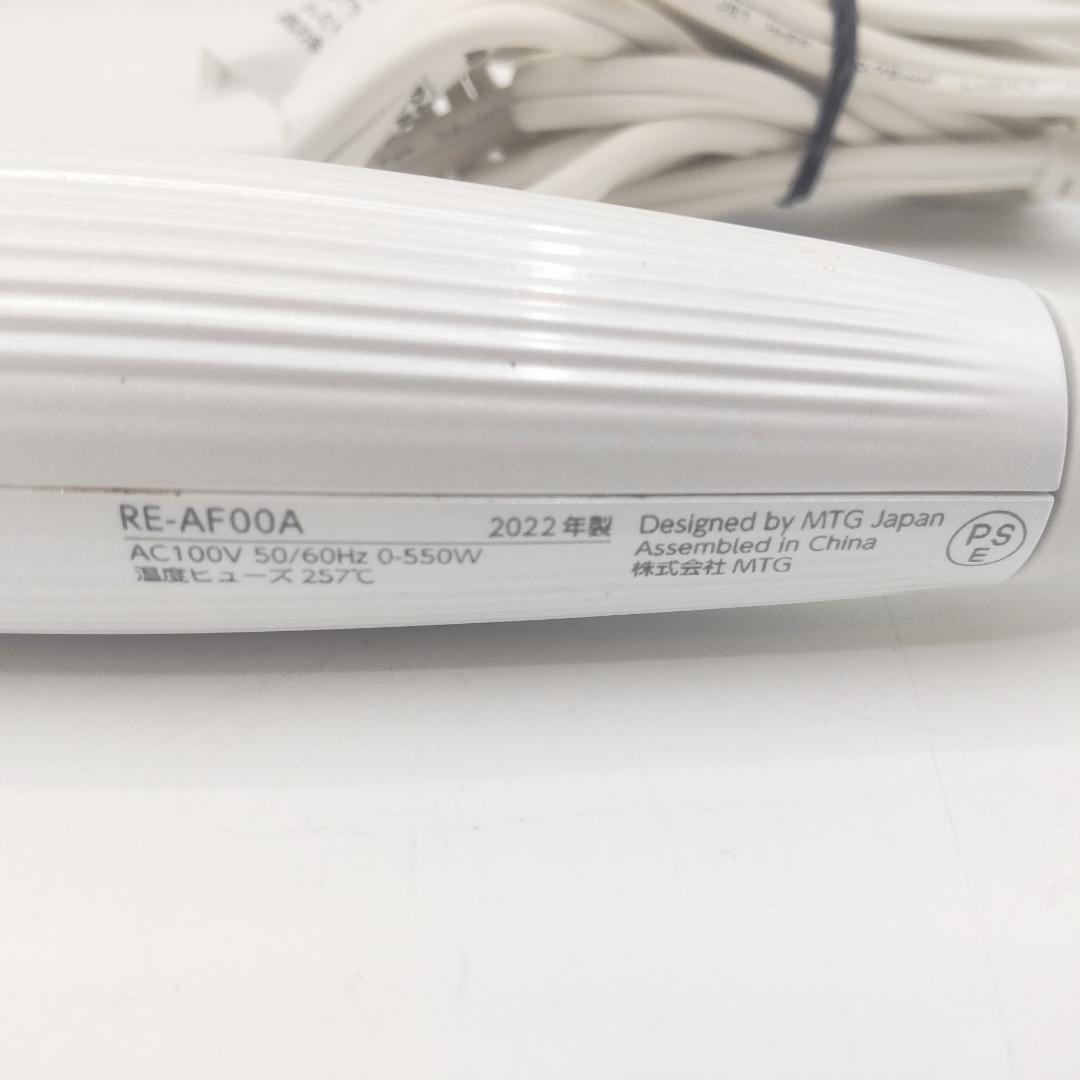 RE-AF00A
2022年製
AC100V 50/60Hz 0-550W
温度ヒューズ 257℃
Designed by MTG Japan
Assembled in China
株式会社 MTG
PS
E